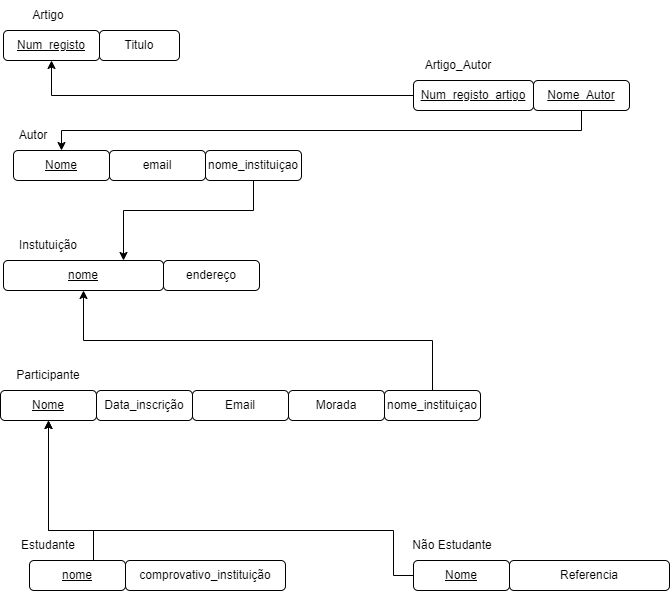 Artigo
Num_registo Titulo
Artigo_Autor
Num_registo_artigo Nome_Autor
Autor
Nome email nome_instituiçao
Instutuição
nome endereço
Participante
Nome Data_inscrição Email Morada nome_instituiçao
Estudante Não Estudante
nome comprovativo_instituição Nome Referencia